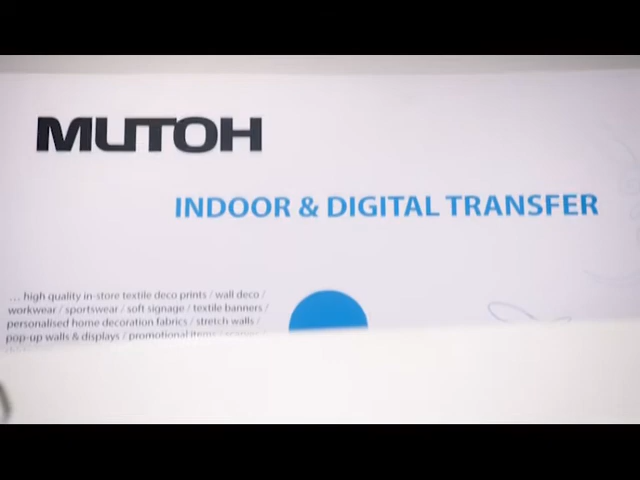 MUTOH
INDOOR & DIGITAL TRANSFER
... high quality in-store textile deco prints / wall deco /
workwear / sportswear / soft signage / textile banners /
personalised home decoration fabrics / stretch walls /
pop-up walls & displays / promotional items /